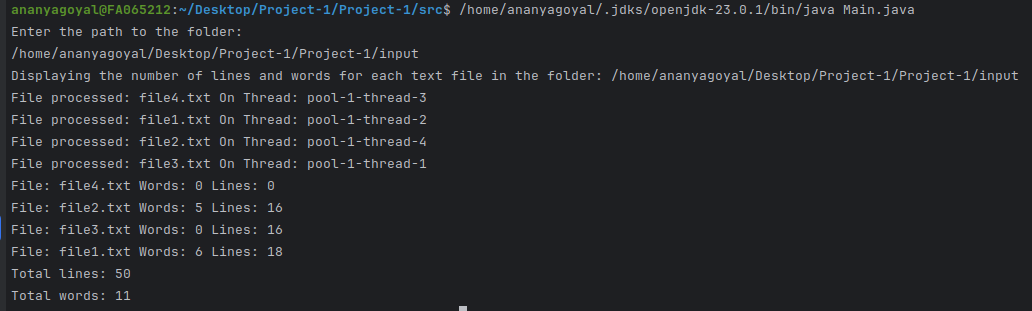 ananyagoyal@FA065212:~/Desktop/Project-1/Project-1/src$ /home/ananyagoyal/.jdks/openjdk-23.0.1/bin/java Main.java
Enter the path to the folder:
/home/ananyagoyal/Desktop/Project-1/Project-1/input
Displaying the number of lines and words for each text file in the folder: /home/ananyagoyal/Desktop/Project-1/Project-1/input
File processed: file4.txt On Thread: pool-1-thread-3
File processed: file1.txt On Thread: pool-1-thread-2
File processed: file2.txt On Thread: pool-1-thread-4
File processed: file3.txt On Thread: pool-1-thread-1
File: file4.txt Words: 0 Lines: 0
File: file2.txt Words: 5 Lines: 16
File: file3.txt Words: 0 Lines: 16
File: file1.txt Words: 6 Lines: 18
Total lines: 50
Total words: 11